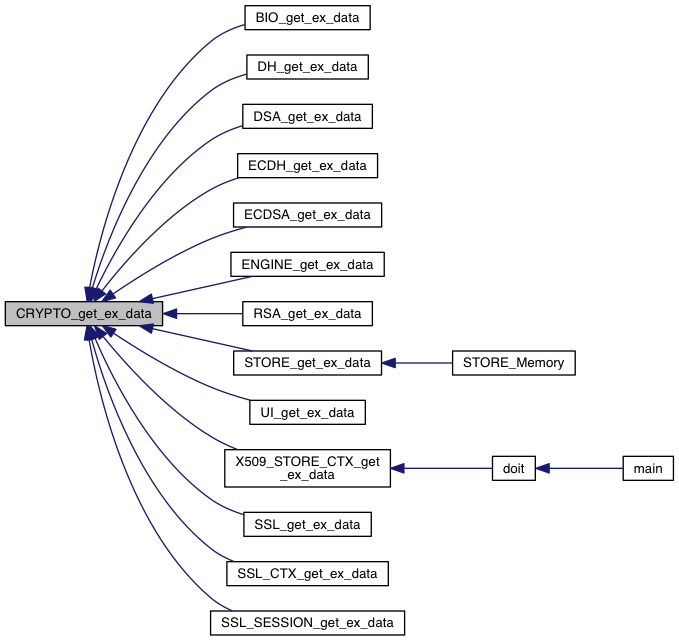 BIO_get_ex_data
DH_get_ex_data
DSA_get_ex_data
ECDH_get_ex_data
ECDSA_get_ex_data
ENGINE_get_ex_data
CRYPTO_get_ex_data
RSA_get_ex_data
STORE_get_ex_data
STORE_Memory
UI_get_ex_data
X509_STORE_CTX_get
_ex_data
doit
main
SSL_get_ex_data
SSL_CTX_get_ex_data
SSL_SESSION_get_ex_data